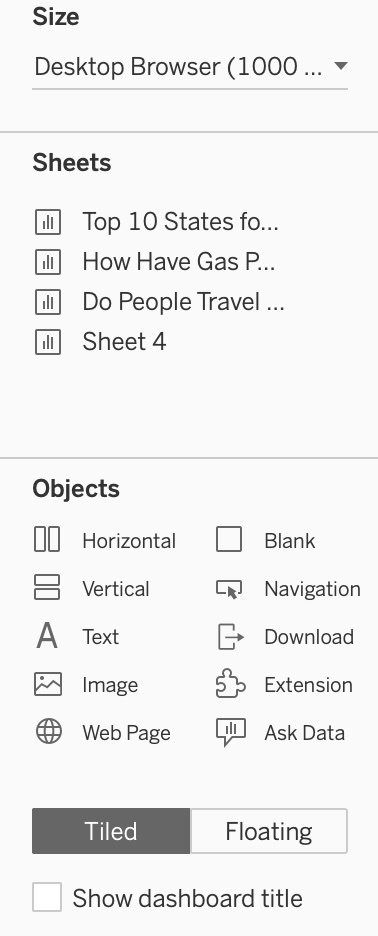 Size
Desktop Browser (1000 ...
Sheets
Top 10 States fo...
How Have Gas P...
Do People Travel ...
Sheet 4
Objects
Horizontal
Blank
Vertical
Navigation
A Text
Download
Image
Extension
Web Page
Ask Data
Tiled
Floating
Show dashboard title